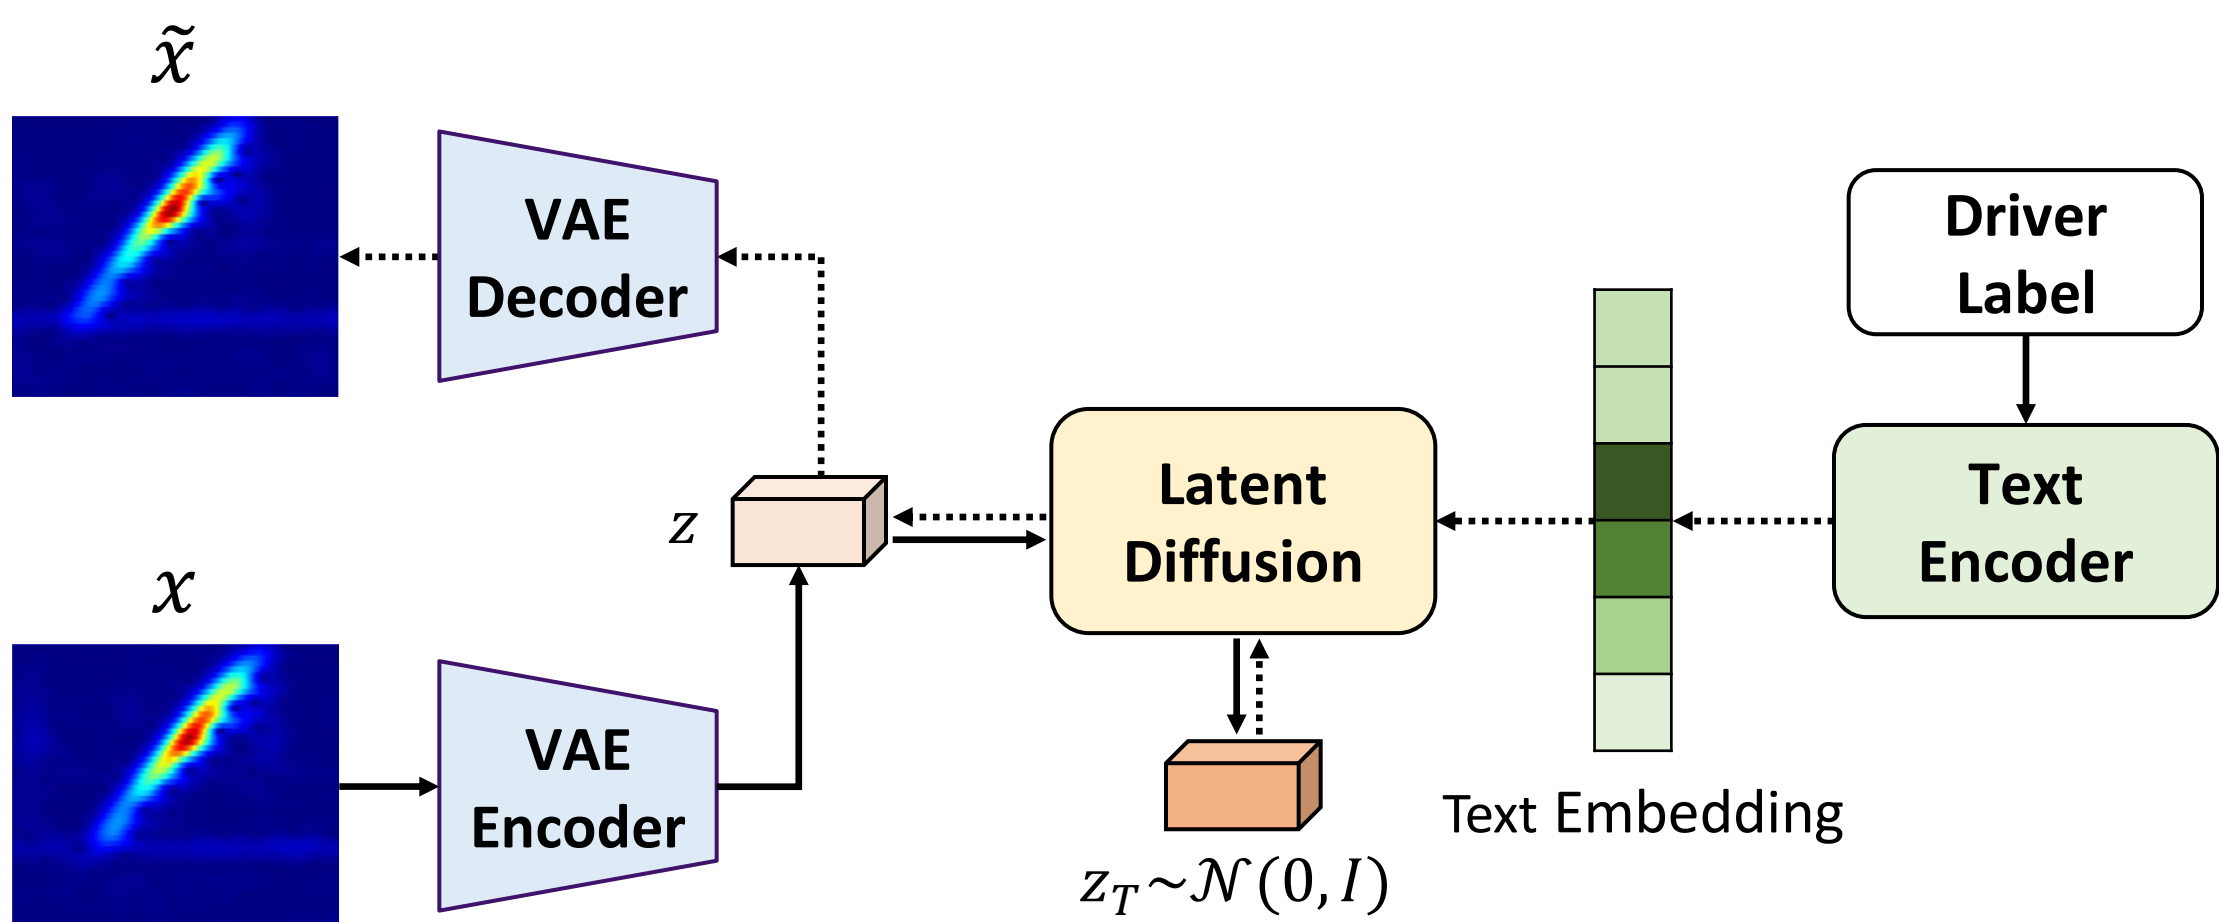 x̃
VAE
Decoder
Driver
Label
z
Latent
Diffusion
Text
Encoder
x
VAE
Encoder
Text Embedding
z_T~𝒩(0, I)